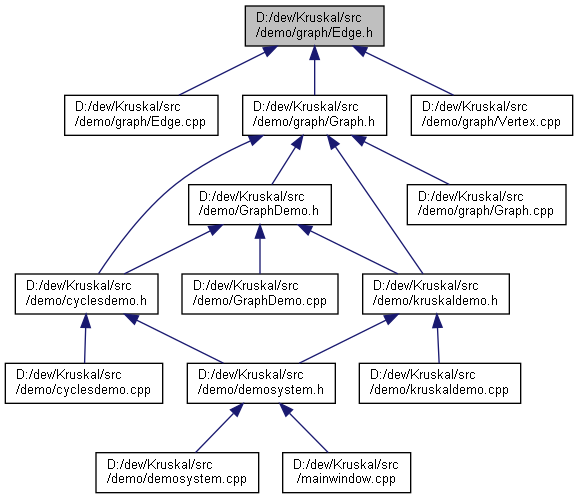 D:/dev/Kruskal/src
/demo/graph/Edge.h
D:/dev/Kruskal/src
/demo/graph/Edge.cpp
D:/dev/Kruskal/src
/demo/graph/Graph.h
D:/dev/Kruskal/src
/demo/graph/Vertex.cpp
D:/dev/Kruskal/src
/demo/GraphDemo.h
D:/dev/Kruskal/src
/demo/graph/Graph.cpp
D:/dev/Kruskal/src
/demo/cyclesdemo.h
D:/dev/Kruskal/src
/demo/GraphDemo.cpp
D:/dev/Kruskal/src
/demo/kruskaldemo.h
D:/dev/Kruskal/src
/demo/cyclesdemo.cpp
D:/dev/Kruskal/src
/demo/demosystem.h
D:/dev/Kruskal/src
/demo/kruskaldemo.cpp
D:/dev/Kruskal/src
/demo/demosystem.cpp
D:/dev/Kruskal/src
/mainwindow.cpp